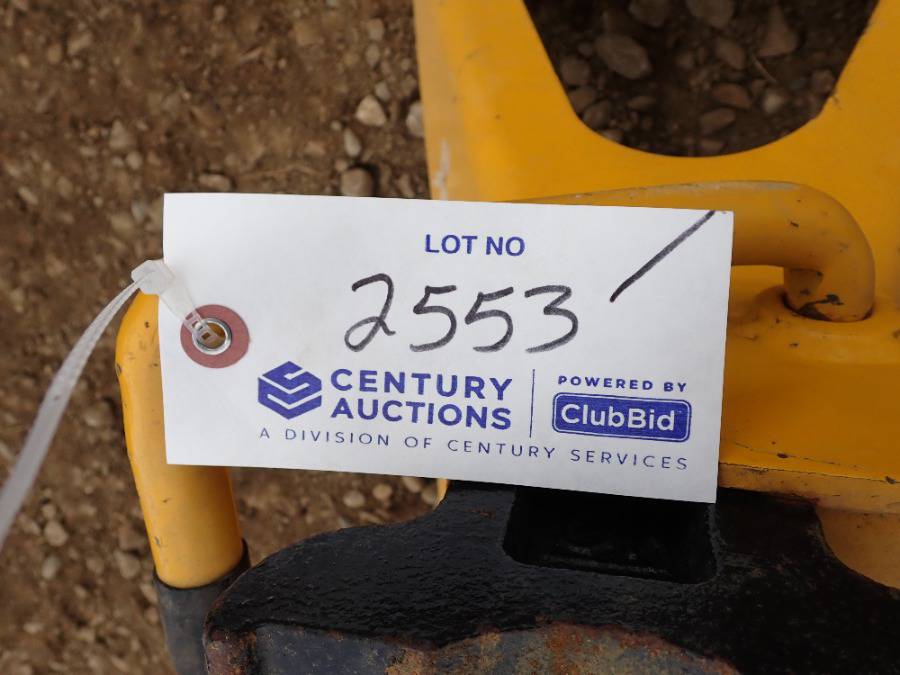 LOT NO
2553
CENTURY
AUCTIONS
POWERED BY
ClubBid
A DIVISION OF CENTURY SERVICES